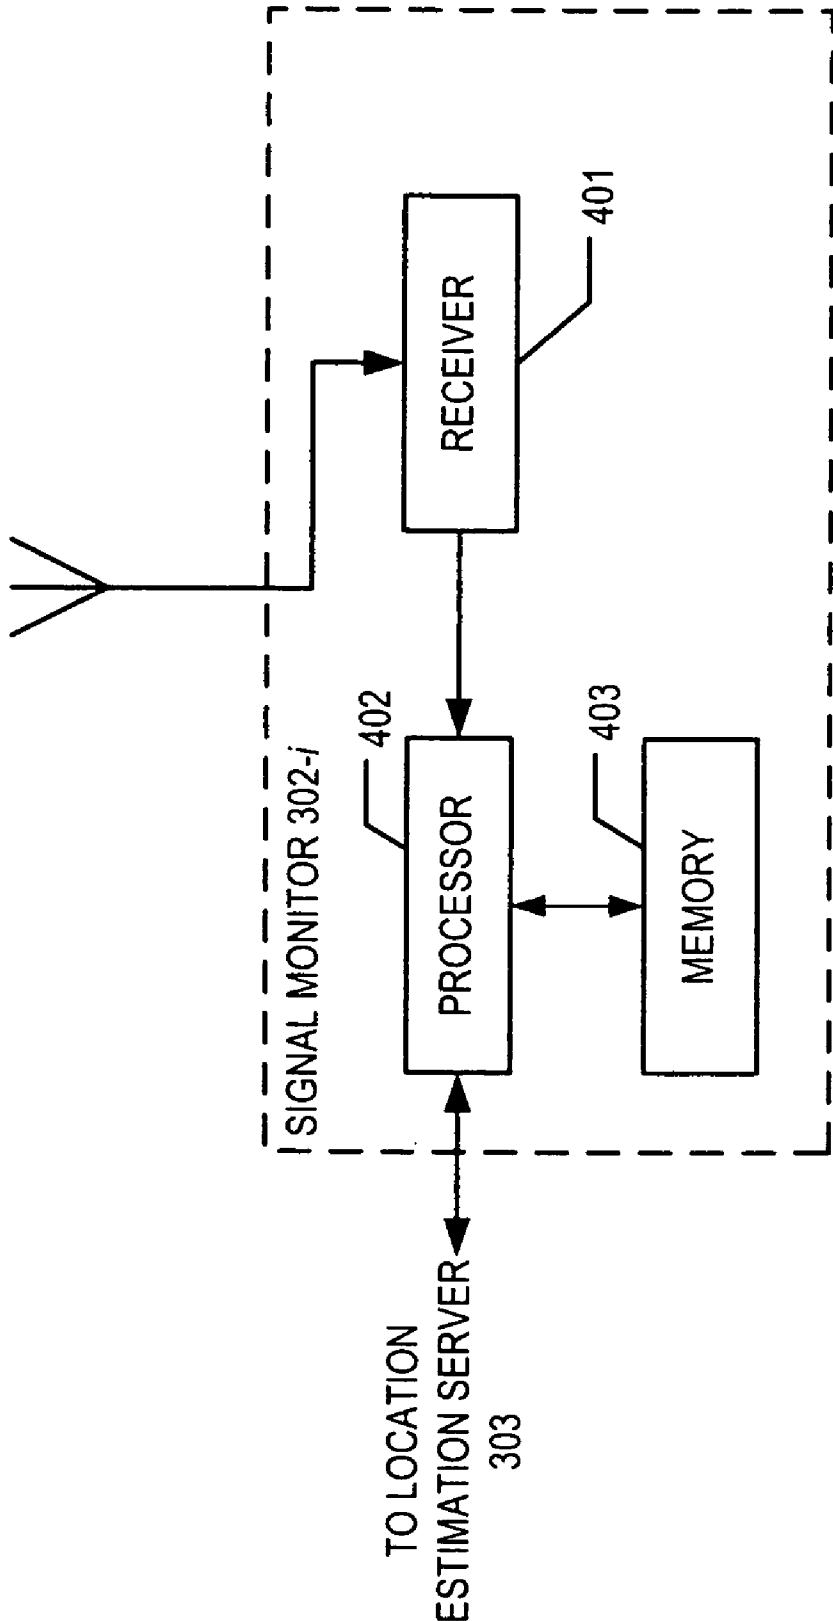 SIGNAL MONITOR 302-i
402
PROCESSOR
RECEIVER
401
403
MEMORY
TO LOCATION
ESTIMATION SERVER
303